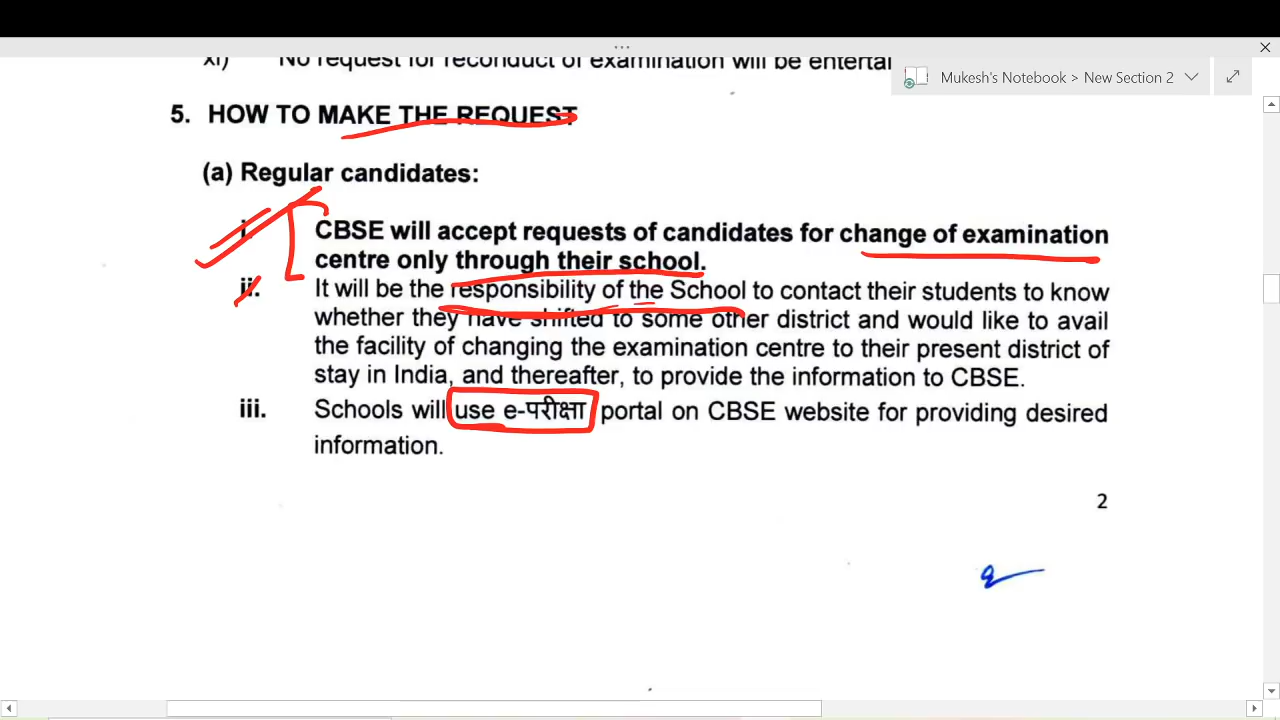 xi) No request for reconduct of examination will be entertai
Mukesh's Notebook > New Section 2
5. HOW TO MAKE THE REQUEST
(a) Regular candidates:
i. CBSE will accept requests of candidates for change of examination
centre only through their school.
ii. It will be the responsibility of the School to contact their students to know
whether they have shifted to some other district and would like to avail
the facility of changing the examination centre to their present district of
stay in India, and thereafter, to provide the information to CBSE.
iii. Schools will use e-परीक्षा portal on CBSE website for providing desired
information.
2